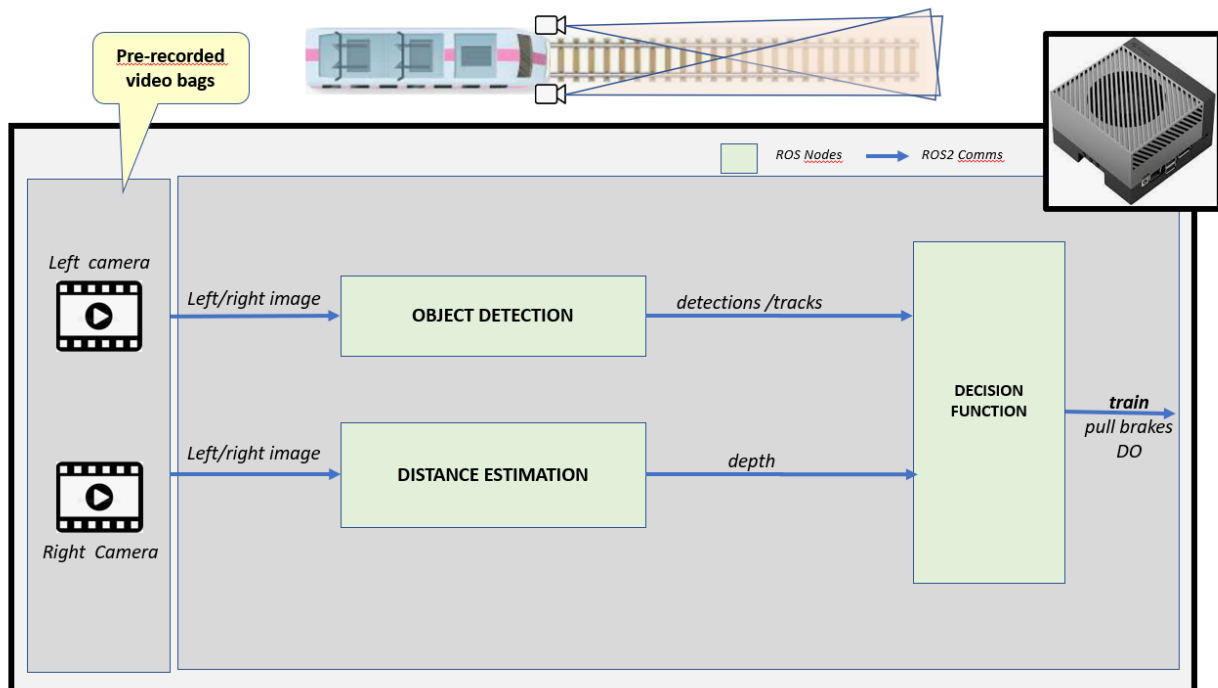 Pre-recorded
video bags
ROS Nodes
ROS2 Comms
Left camera
Left/right image
OBJECT DETECTION
detections /tracks
DECISION
FUNCTION
train
pull brakes
DO
Left/right image
DISTANCE ESTIMATION
depth
Right Camera